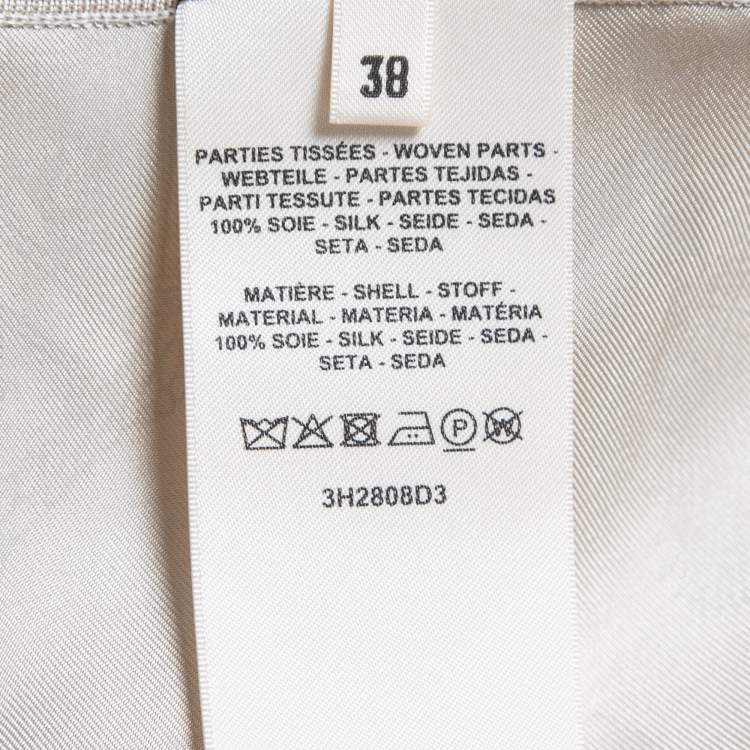 38
PARTIES TISSÉES - WOVEN PARTS -
WEBTEILE - PARTES TEJIDAS -
PARTI TESSUTE - PARTES TECIDAS
100% SOIE - SILK - SEIDE - SEDA -
SETA - SEDA
MATIÈRE - SHELL - STOFF -
MATERIAL - MATERIA - MATÉRIA
100% SOIE - SILK - SEIDE - SEDA -
SETA - SEDA
P W
3H2808D3